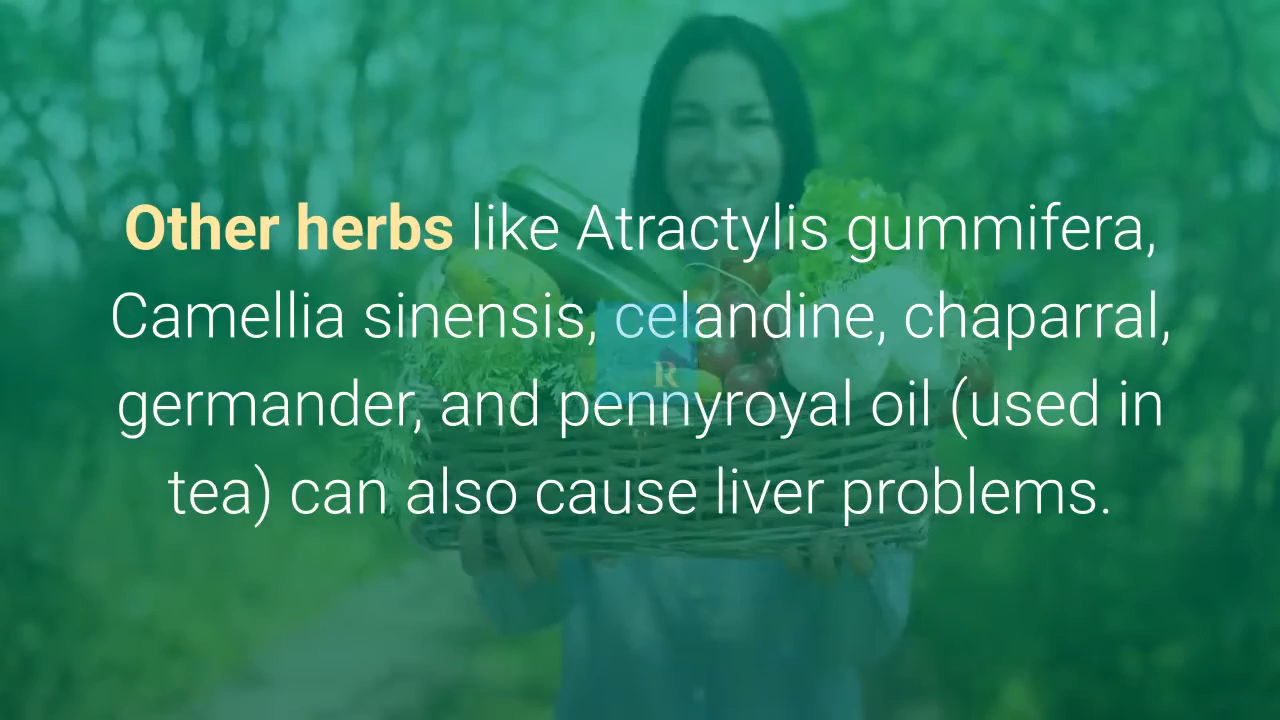 Other herbs like Atractylis gummifera,
Camellia sinensis, celandine, chaparral,
germander, and pennyroyal oil (used in
tea) can also cause liver problems.
R